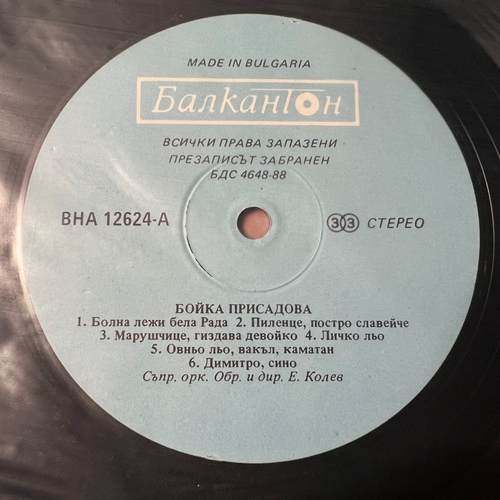 MADE IN BULGARIA
Балкантон
ВСИЧКИ ПРАВА ЗАПАЗЕНИ
ПРЕЗАПИСЪТ ЗАБРАНЕН
БДС 4648-88
ВНА 12624-А
33 СТЕРЕО
БОЙКА ПРИСАДОВА
1. Болна лежи бела Рада 2. Пиленце, постро славейче
3. Марушчице, гиздава девойко 4. Личко льо
5. Овньо льо, вакъл, каматан
6. Димитро, сино
Съпр. орк. Обр. и дир. Е. Колев